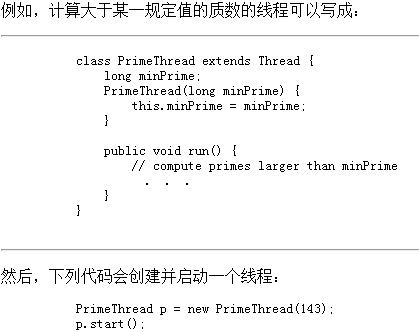 例如，计算大于某一规定值的质数的线程可以写成：
class PrimeThread extends Thread {
long minPrime;
PrimeThread(long minPrime) {
this.minPrime = minPrime;
}
public void run() {
// compute primes larger than minPrime
. . .
}
}
然后，下列代码会创建并启动一个线程：
PrimeThread p = new PrimeThread(143);
p.start();